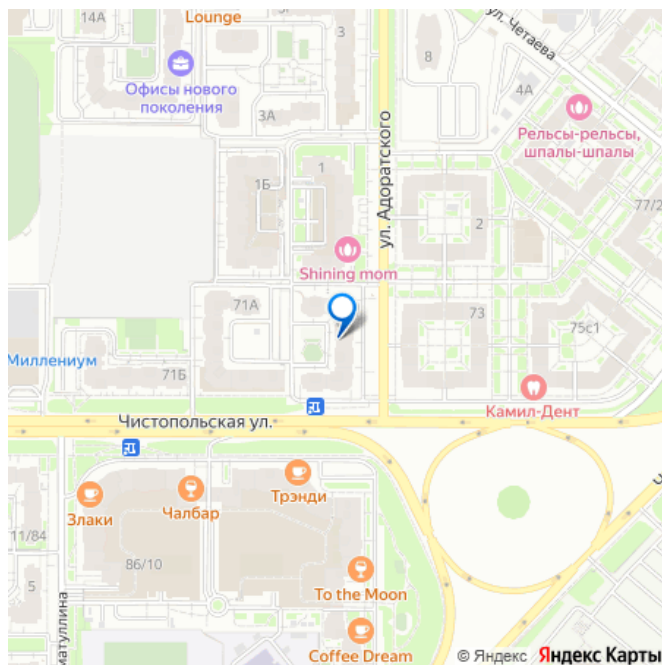 Lounge
71А
3
ул. Четаева
8
Офисы нового
поколения
4А
3А
Рельсы-рельсы,
шпалы-шпалы
ул. Адоратского
1
1Б
77/2
2
Shining mom
71А
73
75с1
Миллениум
71Б
Камил-Дент
Чистопольская ул.
Трэнди
Злаки
Чалбар
11/84
86/10
5
To the Moon
матуллина
Coffee Dream
© Яндекс Яндекс Карты